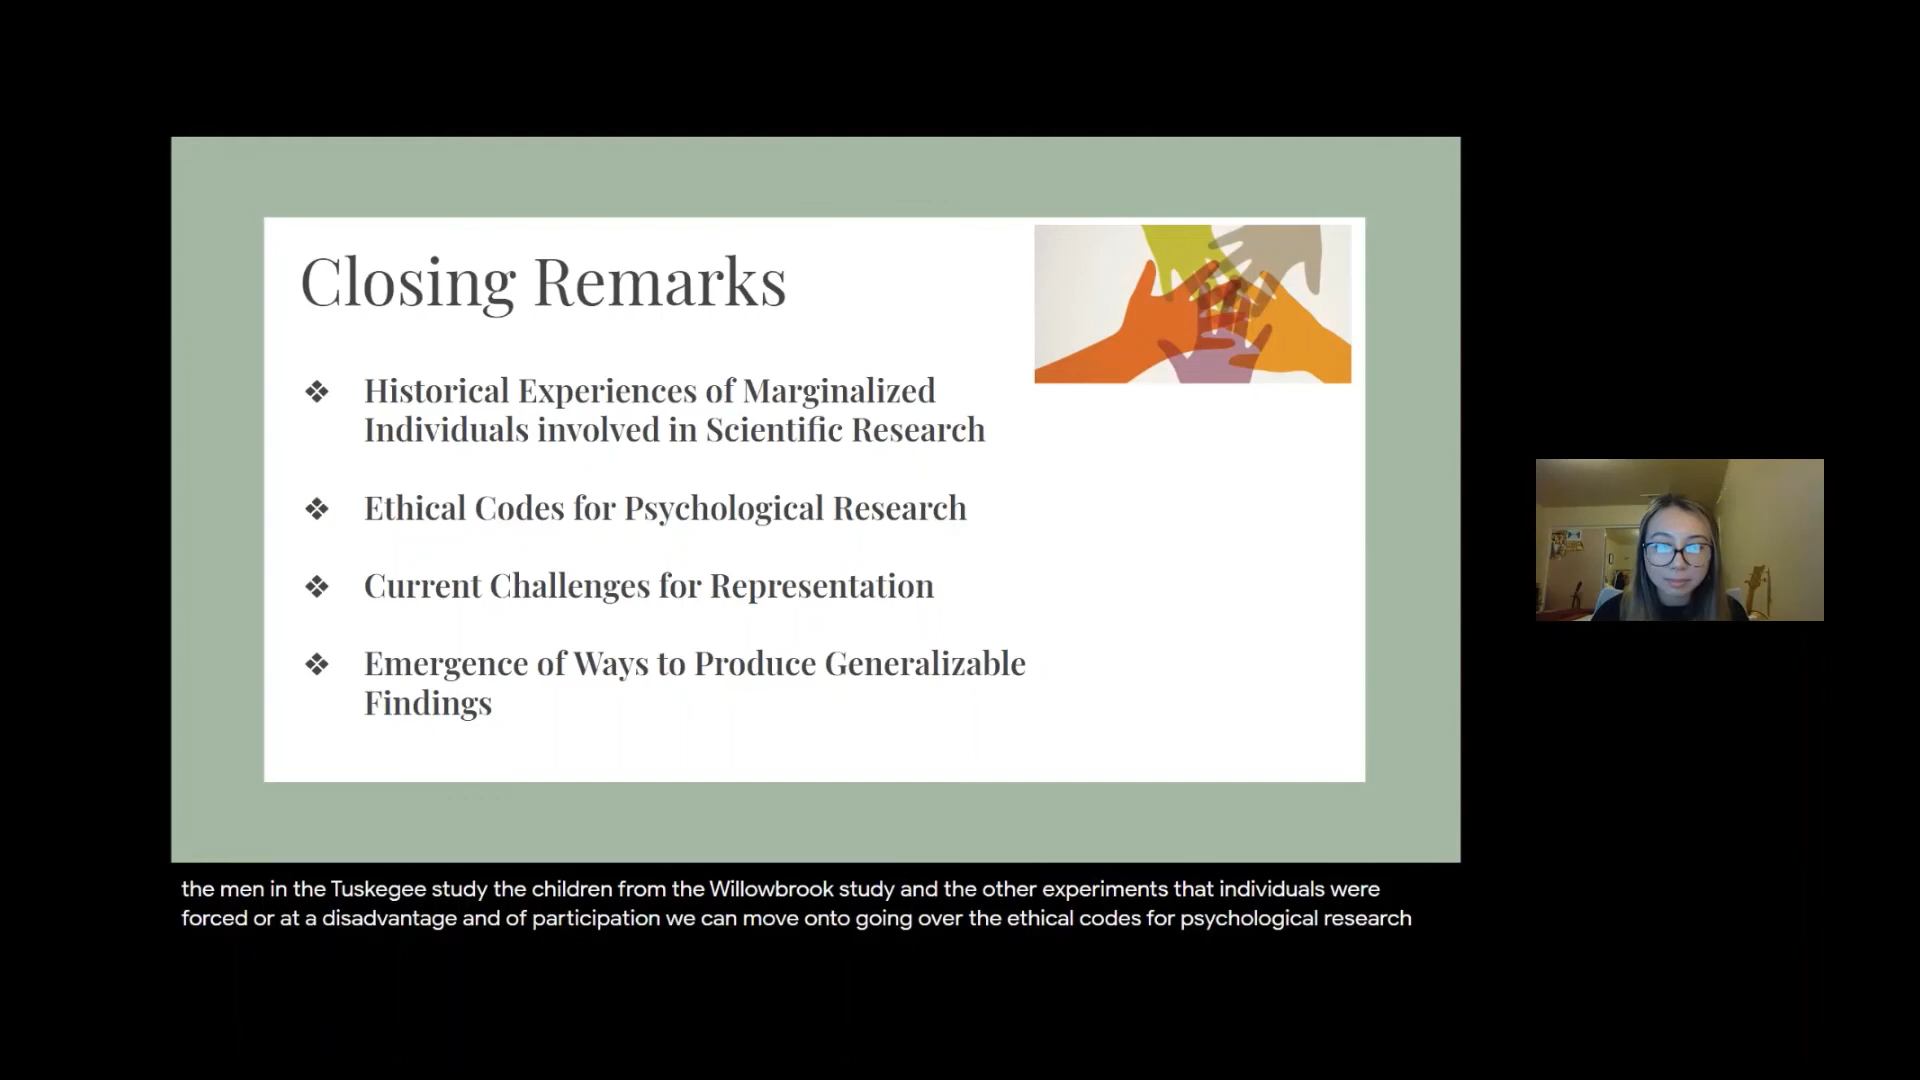 Closing Remarks
❖ Historical Experiences of Marginalized
Individuals involved in Scientific Research
❖ Ethical Codes for Psychological Research
❖ Current Challenges for Representation
❖ Emergence of Ways to Produce Generalizable
Findings
the men in the Tuskegee study the children from the Willowbrook study and the other experiments that individuals were
forced or at a disadvantage and of participation we can move onto going over the ethical codes for psychological research